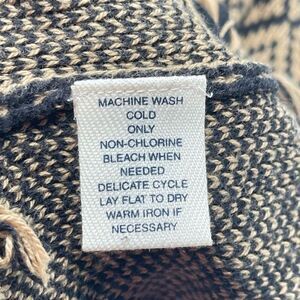 MACHINE WASH
COLD
ONLY
NON-CHLORINE
BLEACH WHEN
NEEDED
DELICATE CYCLE
LAY FLAT TO DRY
WARM IRON IF
NECESSARY